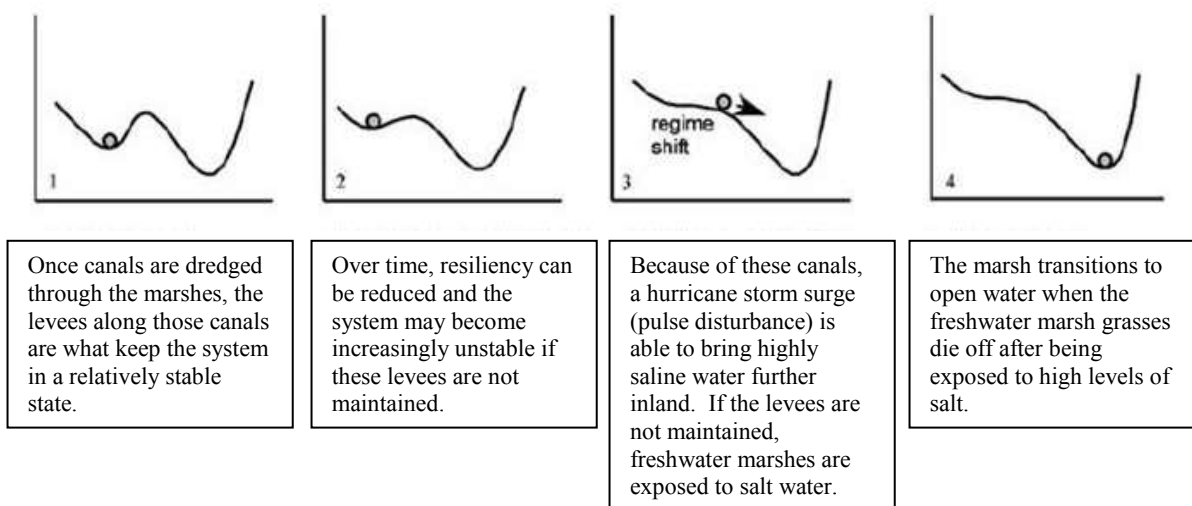 1
2
regime
shift
3
4
Once canals are dredged
through the marshes, the
levees along those canals
are what keep the system
in a relatively stable
state.
Over time, resiliency can
be reduced and the
system may become
increasingly unstable if
these levees are not
maintained.
Because of these canals,
a hurricane storm surge
(pulse disturbance) is
able to bring highly
saline water further
inland.  If the levees are
not maintained,
freshwater marshes are
exposed to salt water.
The marsh transitions to
open water when the
freshwater marsh grasses
die off after being
exposed to high levels of
salt.